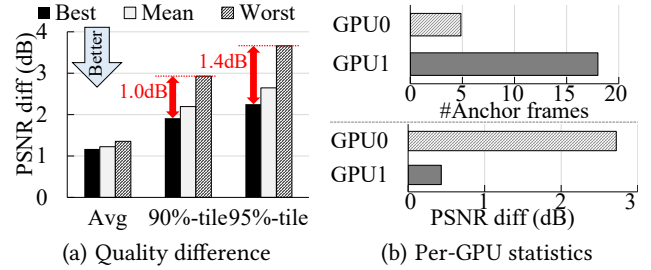 Best Mean Worst
PSNR diff (dB)
4
3
2
1
0
Better
1.0dB
1.4dB
Avg 90%-tile 95%-tile
(a) Quality difference
GPU0
GPU1
0 5 10 15 20
#Anchor frames
GPU0
GPU1
0 1 2 3
PSNR diff (dB)
(b) Per-GPU statistics